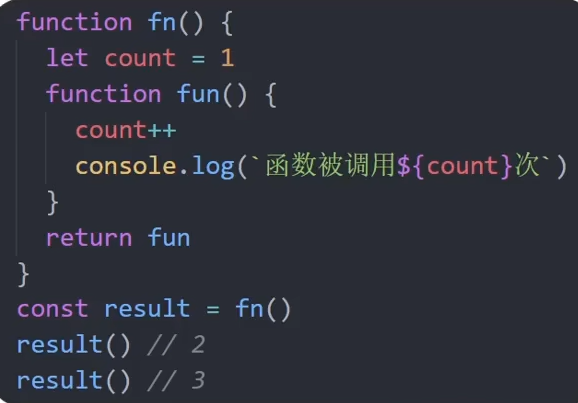 function fn() {
  let count = 1
  function fun() {
    count++
    console.log(`函数被调用${count}次`)
  }
  return fun
}
const result = fn()
result() // 2
result() // 3